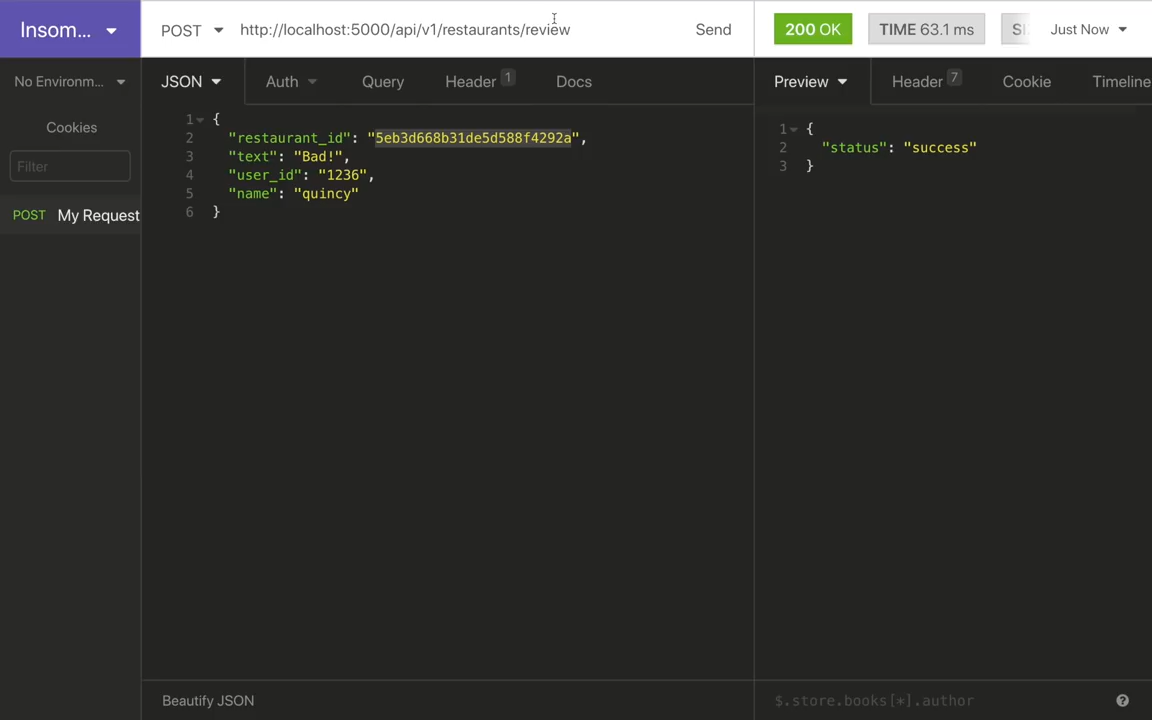 Insom...
POST
http://localhost:5000/api/v1/restaurants/review
Send
200 OK
TIME 63.1 ms
Just Now
No Environm...
JSON
Auth
Query
Header 1
Docs
Preview
Header 7
Cookie
Timeline
Cookies
Filter
POST My Request
1 {
2 "restaurant_id": "5eb3d668b31de5d588f4292a",
3 "text": "Bad!",
4 "user_id": "1236",
5 "name": "quincy"
6 }
1 {
2 "status": "success"
3 }
Beautify JSON
$.store.books[*].author
?